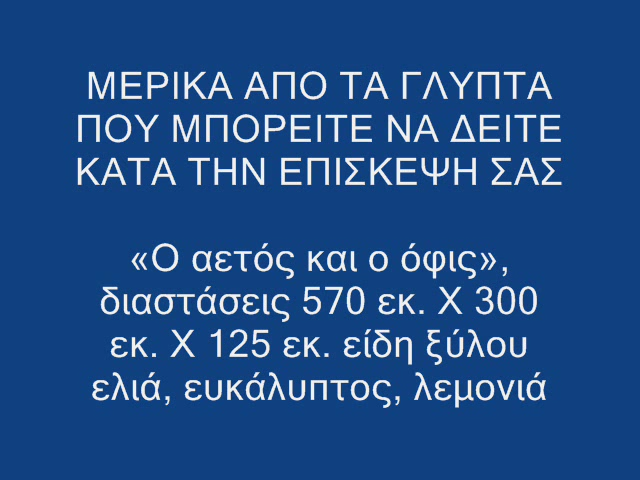 ΜΕΡΙΚΑ ΑΠΟ ΤΑ ΓΛΥΠΤΑ
ΠΟΥ ΜΠΟΡΕΙΤΕ ΝΑ ΔΕΙΤΕ
ΚΑΤΑ ΤΗΝ ΕΠΙΣΚΕΨΗ ΣΑΣ
«Ο αετός και ο όφις»,
διαστάσεις 570 εκ. Χ 300
εκ. Χ 125 εκ. είδη ξύλου
ελιά, ευκάλυπτος, λεμονιά